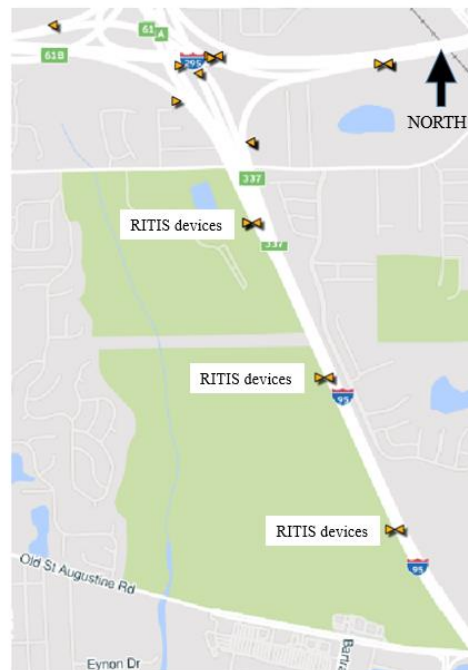 61
A
61B
295
NORTH
337
RITIS devices
337
RITIS devices
95
RITIS devices
Old St Augustine Rd
95
Eynon Dr